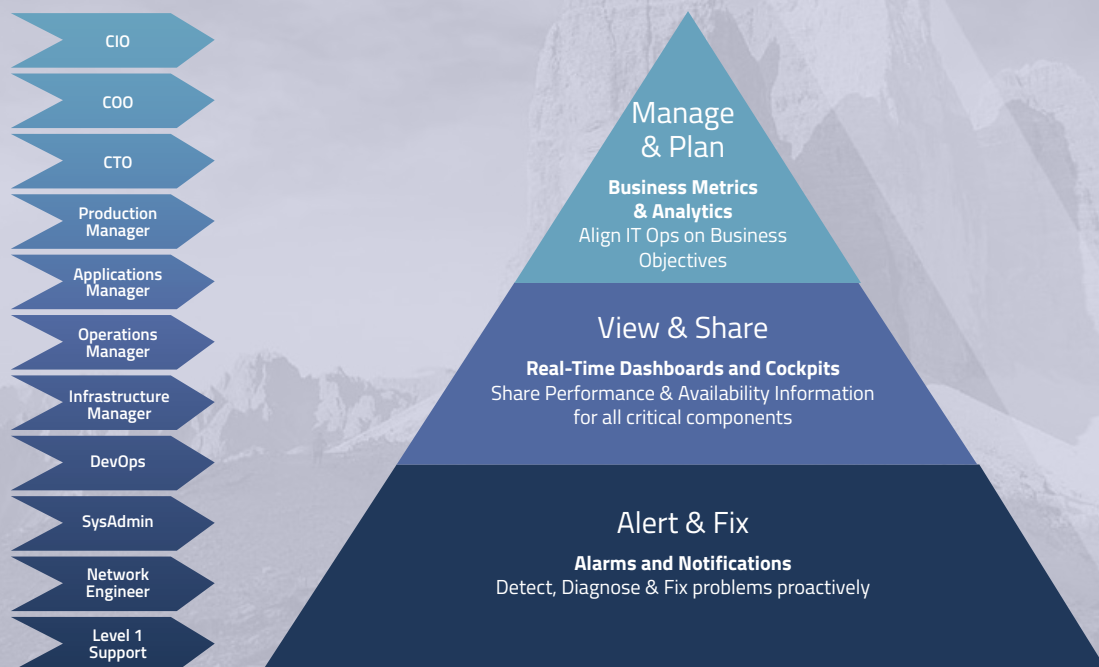 CIO
COO
CTO
Production
Manager
Applications
Manager
Operations
Manager
Infrastructure
Manager
DevOps
SysAdmin
Network
Engineer
Level 1
Support
Manage
& Plan
Business Metrics
& Analytics
Align IT Ops on Business
Objectives
View & Share
Real-Time Dashboards and Cockpits
Share Performance & Availability Information
for all critical components
Alert & Fix
Alarms and Notifications
Detect, Diagnose & Fix problems proactively